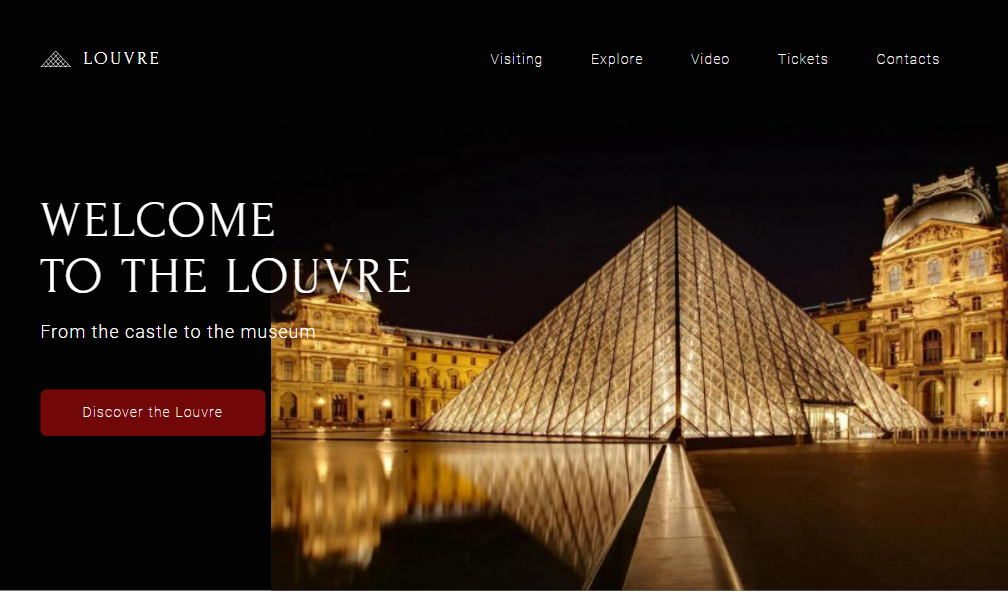 LOUVRE
Visiting
Explore
Video
Tickets
Contacts
WELCOME
TO THE LOUVRE
From the castle to the museum
Discover the Louvre